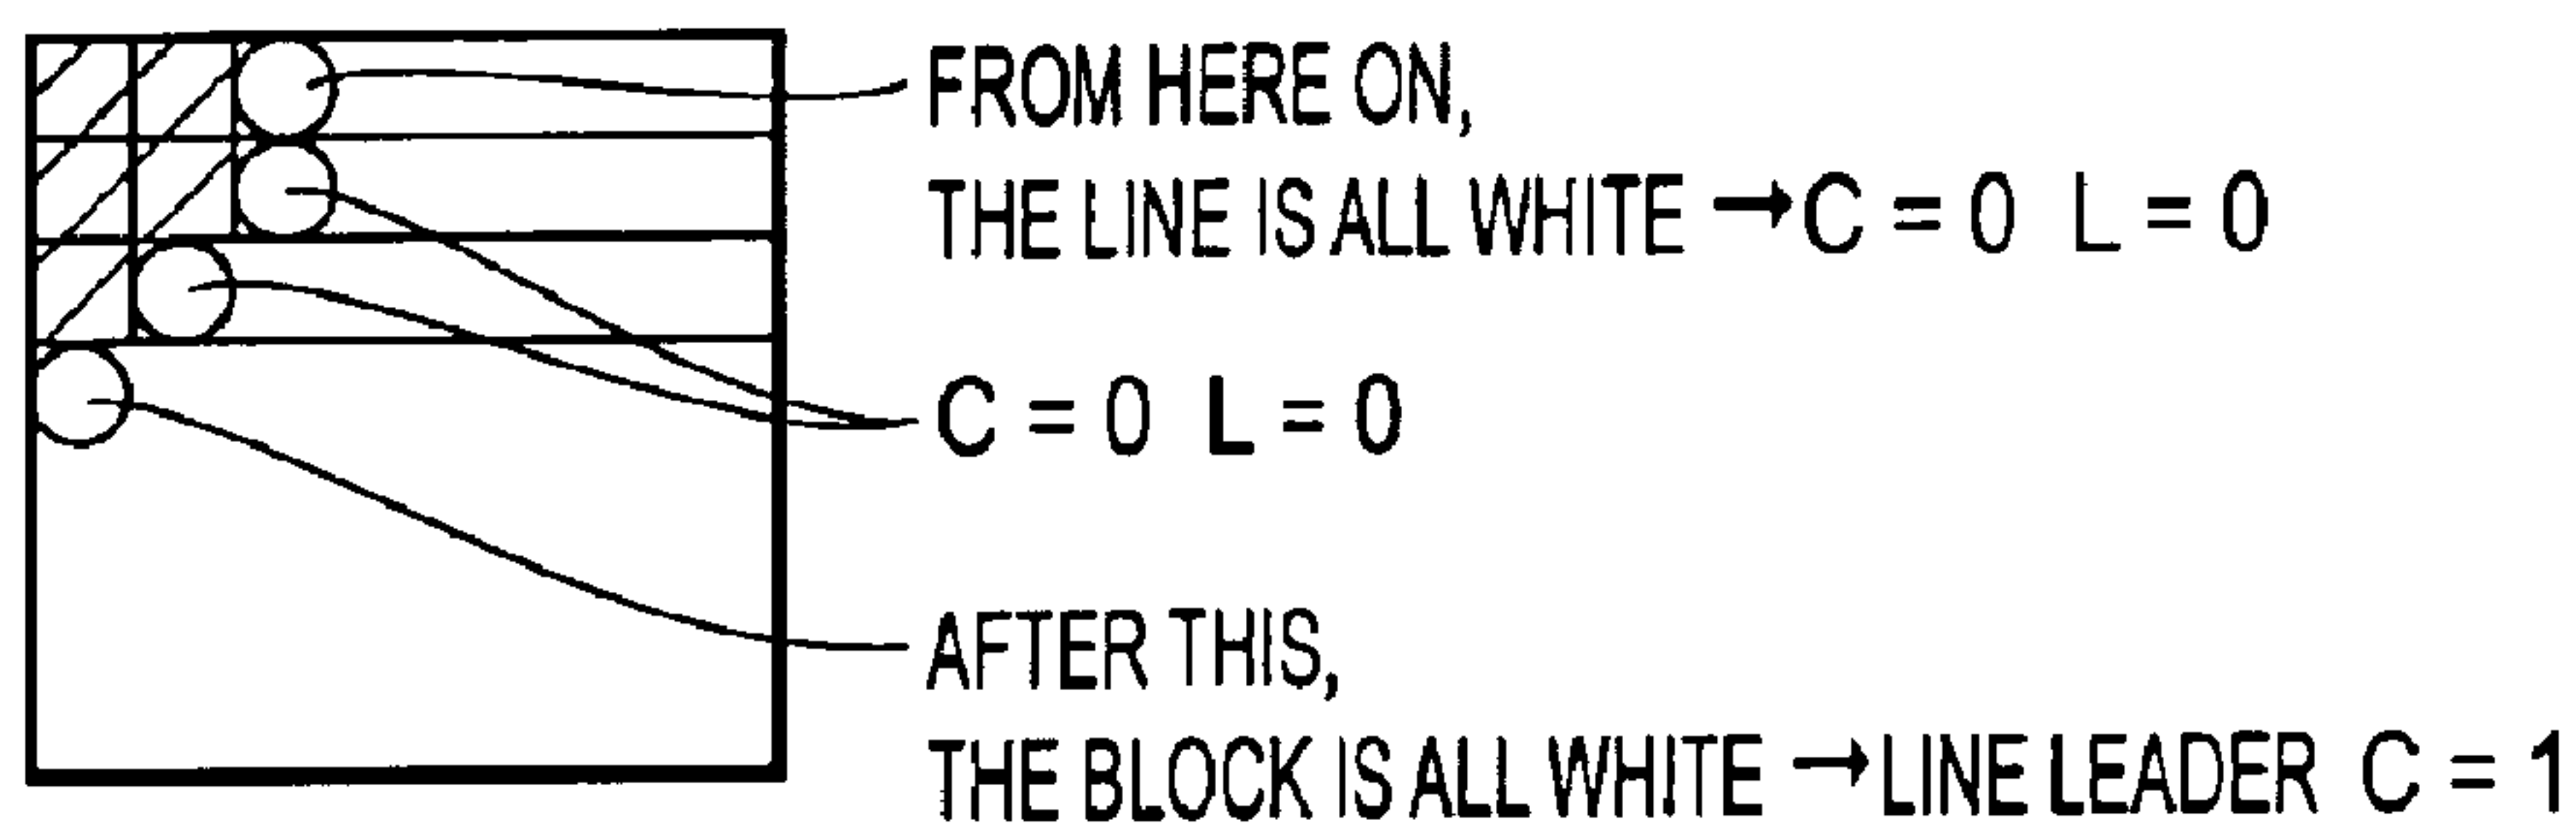 FROM HERE ON,
THE LINE IS ALL WHITE →C = 0 L = 0
C = 0 L = 0
AFTER THIS,
THE BLOCK IS ALL WHITE →LINE LEADER C = 1